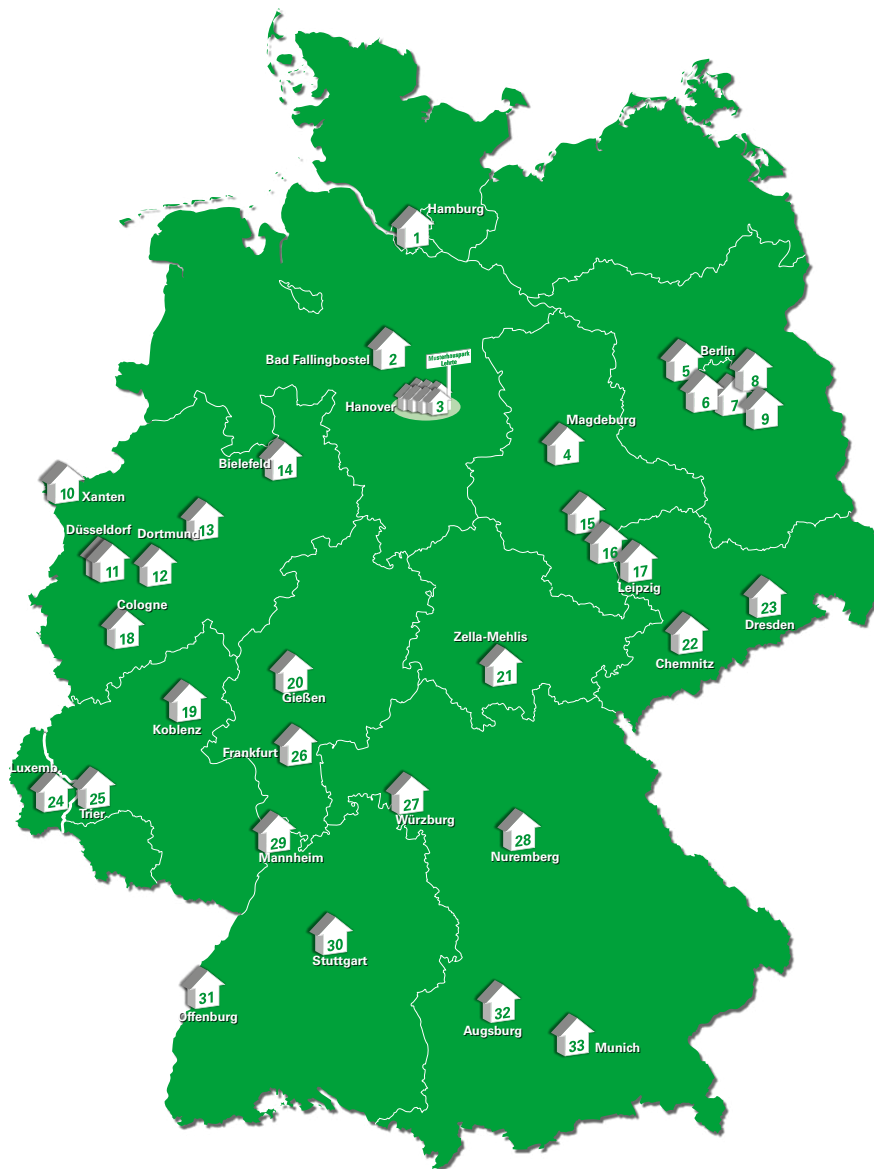 Hamburg
1
Bad Fallingbostel
2
Musterhauspark
Lehrte
Hanover
3
Berlin
5
8
6
7
9
Magdeburg
4
Bielefeld
14
10
Xanten
Düsseldorf
Dortmund
13
11
12
15
16
17
Leipzig
Cologne
18
23
Dresden
22
Chemnitz
Zella-Mehlis
21
20
Gießen
19
Koblenz
Frankfurt
26
Luxemb.
24
25
Trier
27
Würzburg
28
Nuremberg
29
Mannheim
30
Stuttgart
31
Offenburg
32
Augsburg
33
Munich